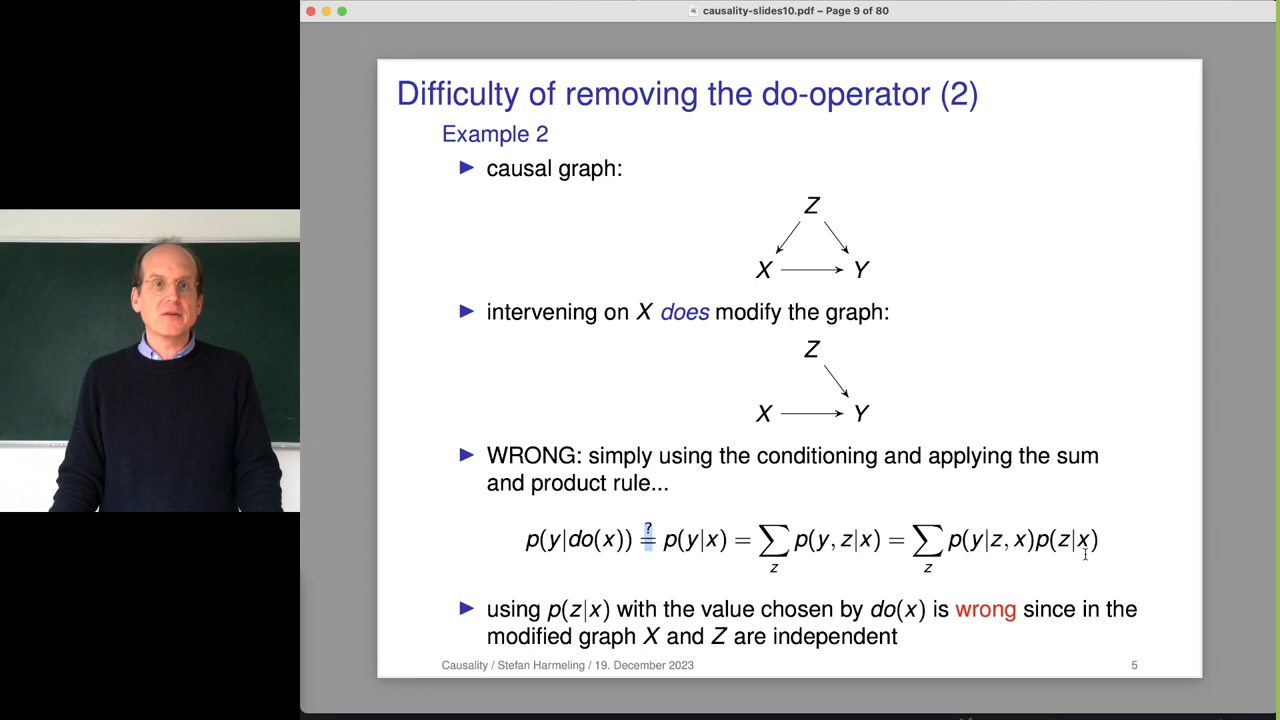 causality-slides10.pdf – Page 9 of 80
Difficulty of removing the do-operator (2)
Example 2
► causal graph:
Z
X Y
► intervening on X does modify the graph:
Z
X Y
► WRONG: simply using the conditioning and applying the sum
and product rule...
p(y|do(x)) ≟ p(y|x) = ∑_z p(y, z|x) = ∑_z p(y|z, x)p(z|x)
► using p(z|x) with the value chosen by do(x) is wrong since in the
modified graph X and Z are independent
Causality / Stefan Harmeling / 19. December 2023 5